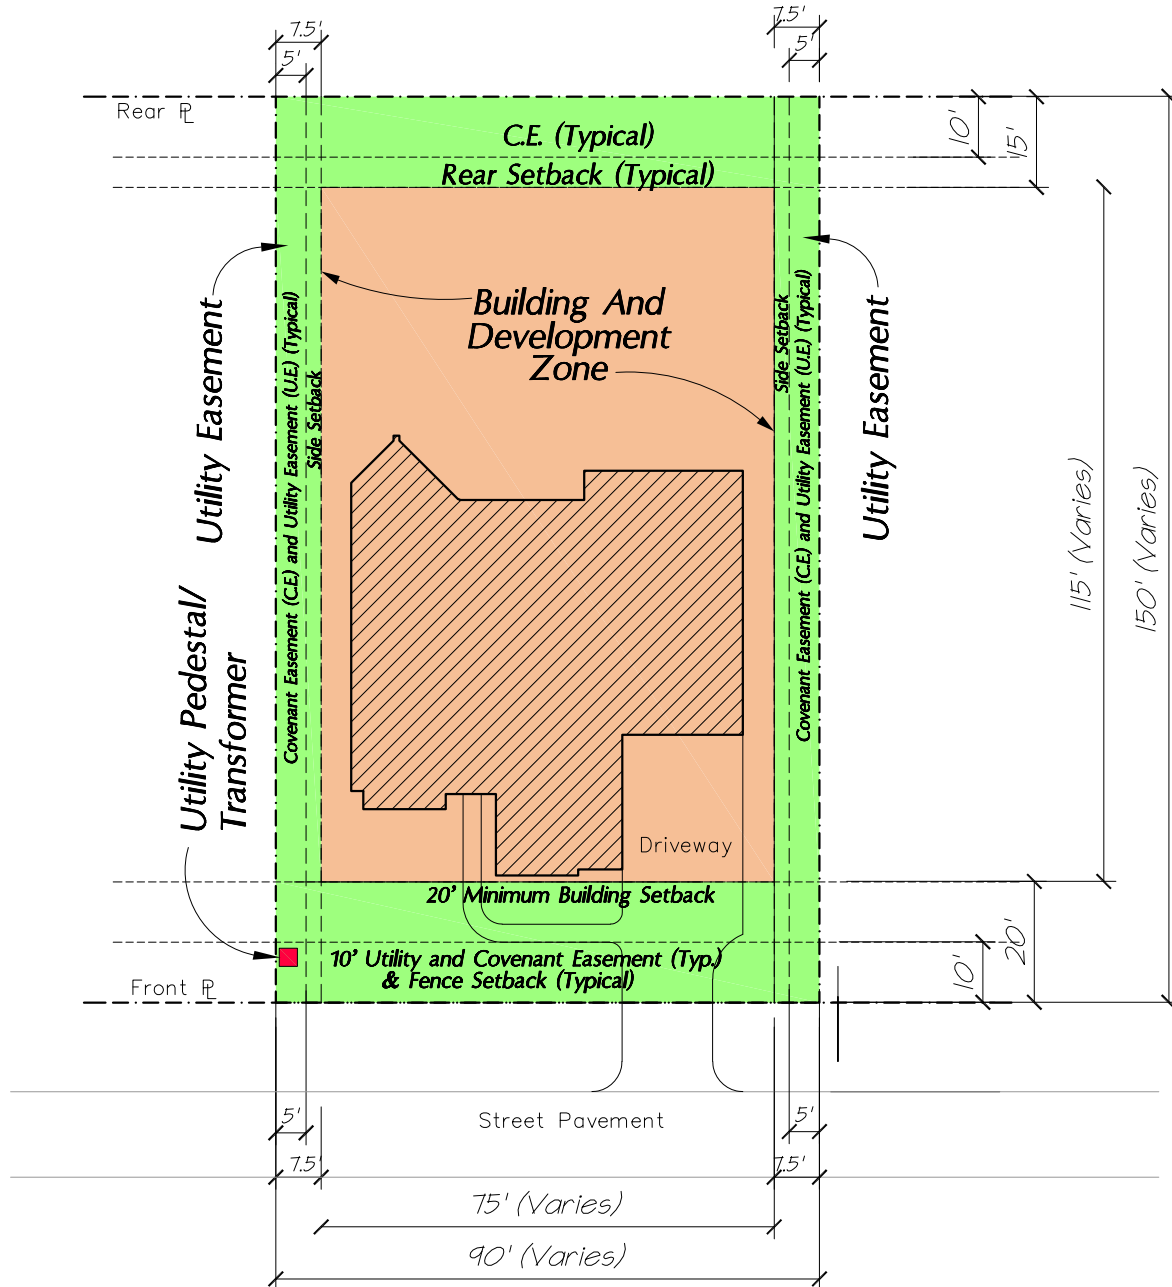 7.5'
5'
7.5'
5'
Rear PL
C.E. (Typical)
10'
15'
Rear Setback (Typical)
Utility Easement
Covenant Easement (C.E) and Utility Easement (U.E) (Typical)
Side Setback
Building And
Development
Zone
Side Setback
Covenant Easement (C.E) and Utility Easement (U.E) (Typical)
Utility Easement
115' (Varies)
150' (Varies)
Utility Pedestal/
Transformer
Driveway
20' Minimum Building Setback
10' Utility and Covenant Easement (Typ.)
& Fence Setback (Typical)
10'
20'
Front PL
Street Pavement
5'
5'
7.5'
7.5'
75' (Varies)
90' (Varies)